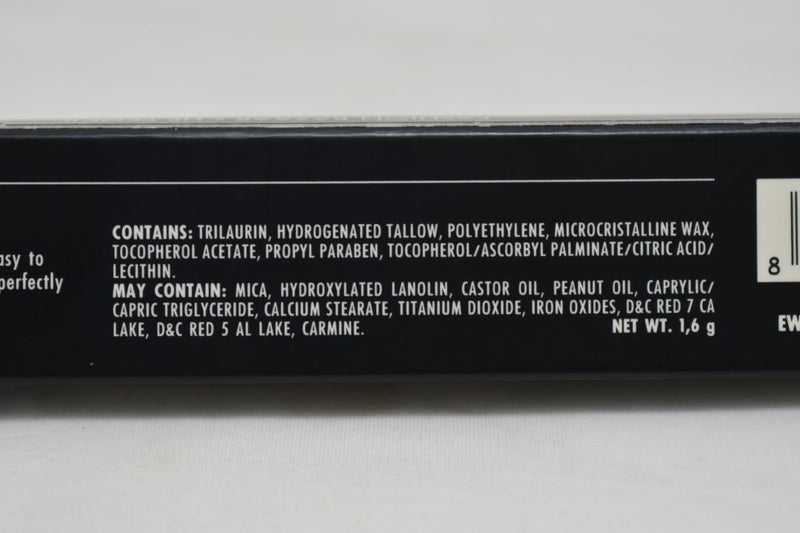 asy to
perfectly
CONTAINS: TRILAURIN, HYDROGENATED TALLOW, POLYETHYLENE, MICROCRISTALLINE WAX,
TOCOPHEROL ACETATE, PROPYL PARABEN, TOCOPHEROL/ASCORBYL PALMINATE/CITRIC ACID/
LECITHIN.
MAY CONTAIN: MICA, HYDROXYLATED LANOLIN, CASTOR OIL, PEANUT OIL, CAPRYLIC/
CAPRIC TRIGLYCERIDE, CALCIUM STEARATE, TITANIUM DIOXIDE, IRON OXIDES, D&C RED 7 CA
LAKE, D&C RED 5 AL LAKE, CARMINE.
NET WT. 1,6 g
8
EW